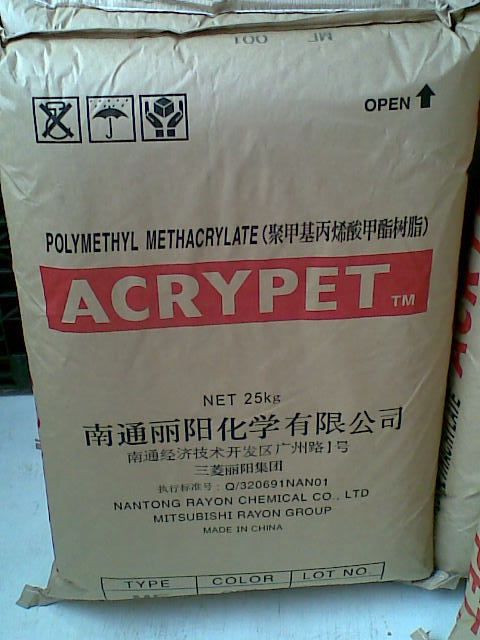 MF 001
OPEN
POLYMETHYL METHACRYLATE(聚甲基丙烯酸甲酯树脂)
ACRYPET TM
NET 25kg
南通丽阳化学有限公司
南通经济技术开发区广州路1号
三菱丽阳集团
执行标准号:Q/320691NAN01
NANTONG RAYON CHEMICAL CO., LTD
MITSUBISHI RAYON GROUP
MADE IN CHINA
TYPE COLOR LOT NO.